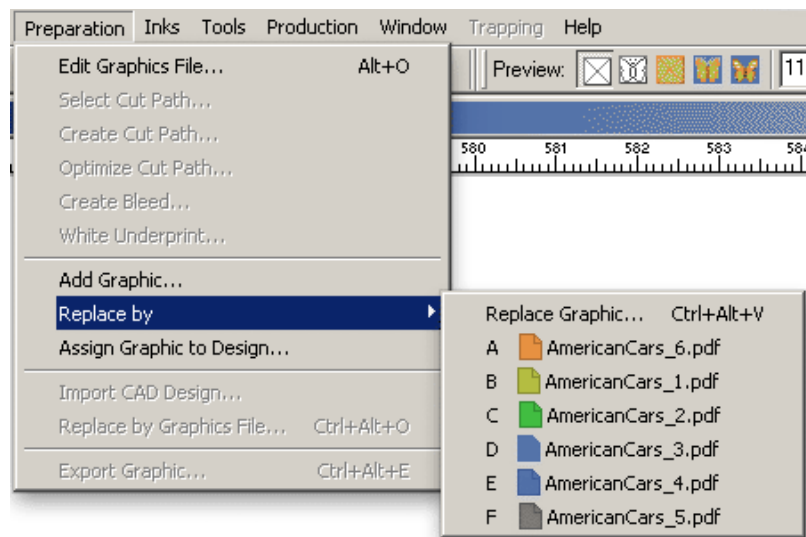 Preparation Inks Tools Production Window Trapping Help
Edit Graphics File... Alt+O
Preview: 11
Select Cut Path...
Create Cut Path...
580 581 582 583 584
Optimize Cut Path...
Create Bleed...
White Underprint...
Add Graphic...
Replace by
Replace Graphic... Ctrl+Alt+V
Assign Graphic to Design...
A AmericanCars_6.pdf
B AmericanCars_1.pdf
Import CAD Design...
C AmericanCars_2.pdf
Replace by Graphics File... Ctrl+Alt+O
D AmericanCars_3.pdf
Export Graphic... Ctrl+Alt+E
E AmericanCars_4.pdf
F AmericanCars_5.pdf